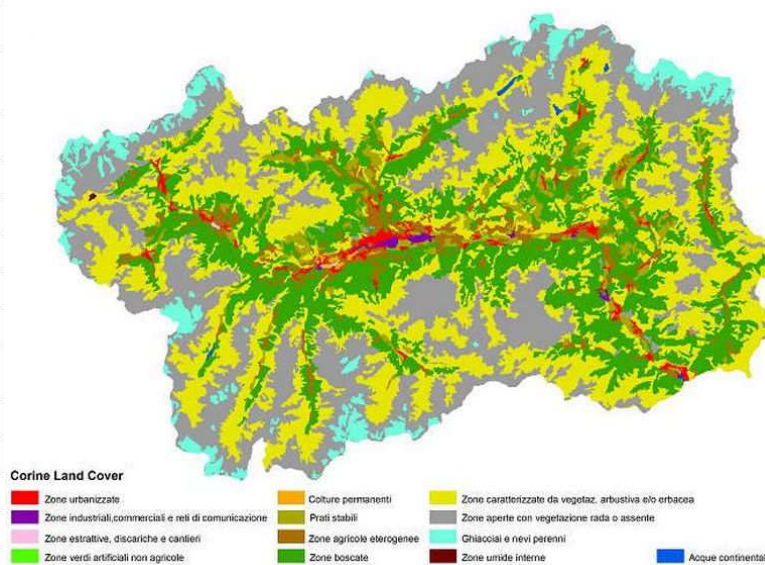 Corine Land Cover
Zone urbanizzate
Colture permanenti
Zone caratterizzate da vegetaz. arbustiva e/o erbacea
Zone industriali,commerciali e reti di comunicazione
Prati stabili
Zone aperte con vegetazione rada o assente
Zone estrattive, discariche e cantieri
Zone agricole eterogenee
Ghiacciai e nevi perenni
Zone verdi artificiali non agricole
Zone boscate
Zone umide interne
Acque continental